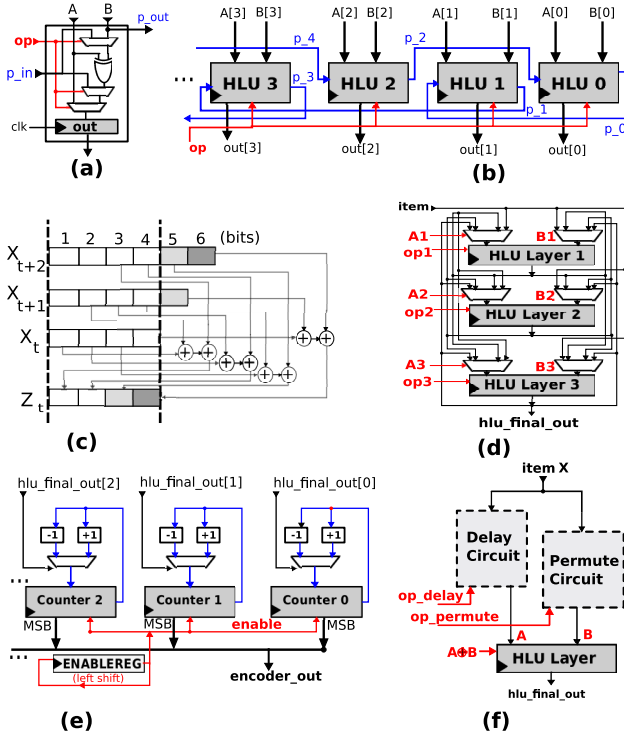 A B
p_out
op
p_in
clk
out
(a)
A[3] B[3] A[2] B[2] A[1] B[1] A[0] B[0]
p_4 p_2
... HLU 3 p_3 HLU 2 HLU 1 HLU 0
p_1
p_0
op
out[3] out[2] out[1] out[0]
(b)
1 2 3 4 5 6 (bits)
X t+2
X t+1
X t
Z t
(c)
item
A1 B1
op1
HLU Layer 1
A2 B2
op2
HLU Layer 2
A3 B3
op3
HLU Layer 3
hlu_final_out
(d)
hlu_final_out[2] hlu_final_out[1] hlu_final_out[0]
-1 +1 -1 +1 -1 +1
... Counter 2 Counter 1 Counter 0
MSB MSB enable MSB
... ENABLEREG
(left shift)
encoder_out
(e)
item X
Delay Circuit
Permute Circuit
op_delay
op_permute
A B
A⊕B
HLU Layer
hlu_final_out
(f)